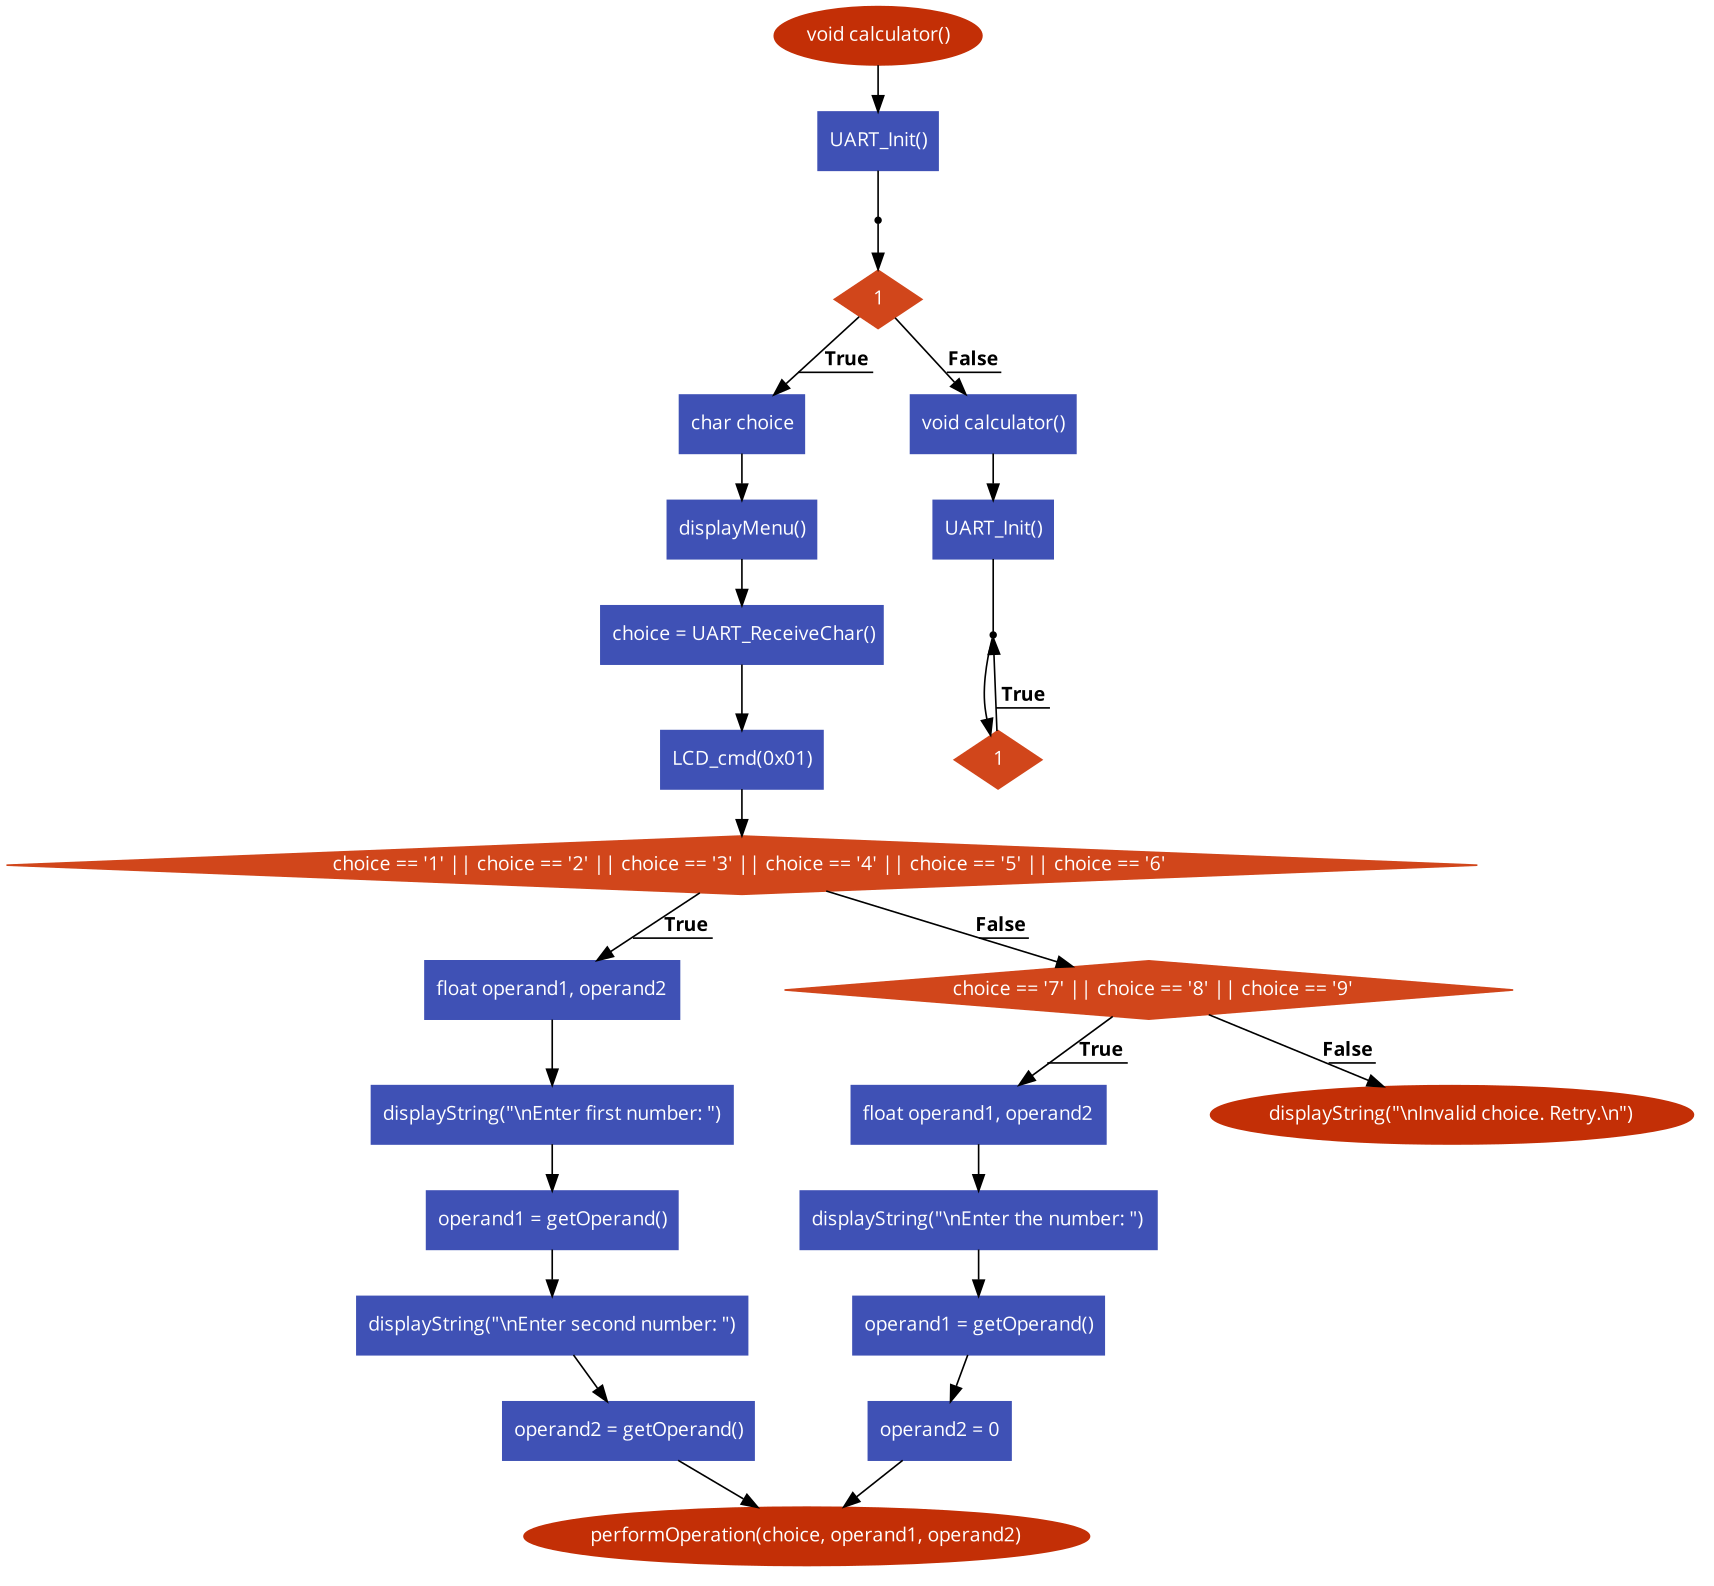 void calculator()
UART_Init()
1
True
False
char choice
void calculator()
displayMenu()
UART_Init()
choice = UART_ReceiveChar()
True
LCD_cmd(0x01)
1
choice == '1' || choice == '2' || choice == '3' || choice == '4' || choice == '5' || choice == '6'
True
False
float operand1, operand2
choice == '7' || choice == '8' || choice == '9'
True
False
displayString("\nEnter first number: ")
float operand1, operand2
displayString("\nInvalid choice. Retry.\n")
operand1 = getOperand()
displayString("\nEnter the number: ")
displayString("\nEnter second number: ")
operand1 = getOperand()
operand2 = getOperand()
operand2 = 0
performOperation(choice, operand1, operand2)